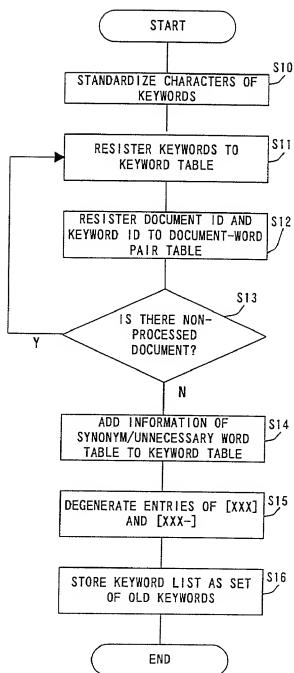 START
S10
STANDARDIZE CHARACTERS OF
KEYWORDS
S11
RESISTER KEYWORDS TO
KEYWORD TABLE
S12
RESISTER DOCUMENT ID AND
KEYWORD ID TO DOCUMENT-WORD
PAIR TABLE
S13
IS THERE NON-
PROCESSED
DOCUMENT?
Y
N
S14
ADD INFORMATION OF
SYNONYM/UNNECESSARY WORD
TABLE TO KEYWORD TABLE
S15
DEGENERATE ENTRIES OF [XXX]
AND [XXX-]
S16
STORE KEYWORD LIST AS SET
OF OLD KEYWORDS
END